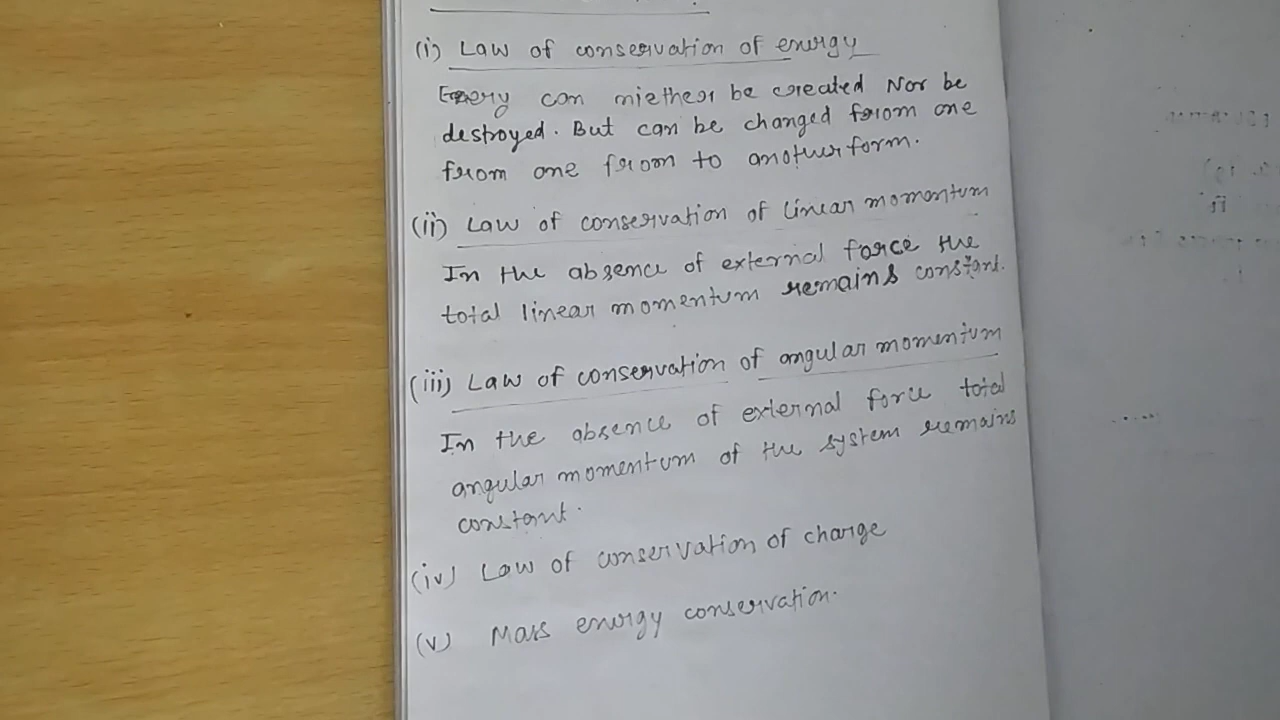 (i) Law of conservation of energy
Enery can niether be created Nor be
destroyed. But can be changed from one
from one from to another form.
(ii) Law of conservation of linear momentum
In the absence of external force the
total linear momentum remains constant.
(iii) Law of conservation of angular momentum
In the absence of external force total
angular momentum of the system remains
constant.
(iv) Law of conservation of charge
(v) Mass energy conservation.